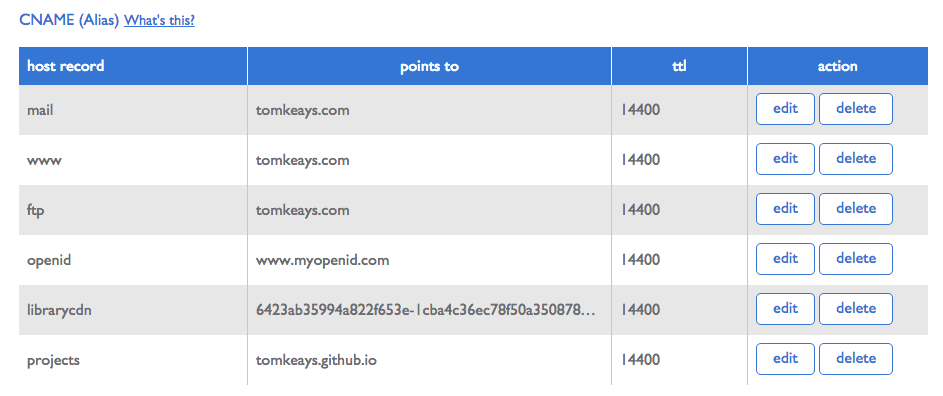 CNAME (Alias) What's this?
host record points to ttl action
mail tomkeays.com 14400 edit delete
www tomkeays.com 14400 edit delete
ftp tomkeays.com 14400 edit delete
openid www.myopenid.com 14400 edit delete
librarycdn 6423ab35994a822f653e-1cba4c36ec78f50a350878... 14400 edit delete
projects tomkeays.github.io 14400 edit delete